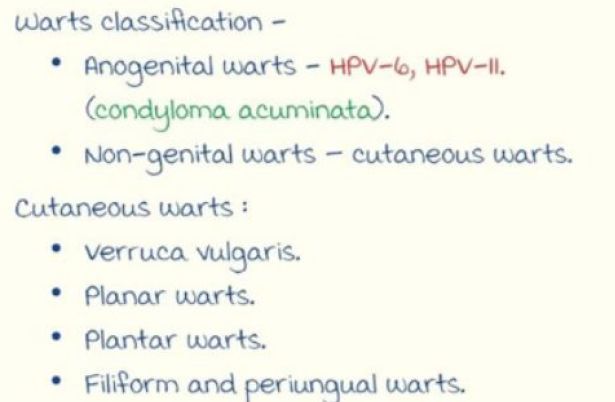 Warts classification -
• Anogenital warts - HPV-6, HPV-11.
(condyloma acuminata).
• Non-genital warts - cutaneous warts.
Cutaneous warts :
• Verruca vulgaris.
• Planar warts.
• Plantar warts.
• Filiform and periungual warts.